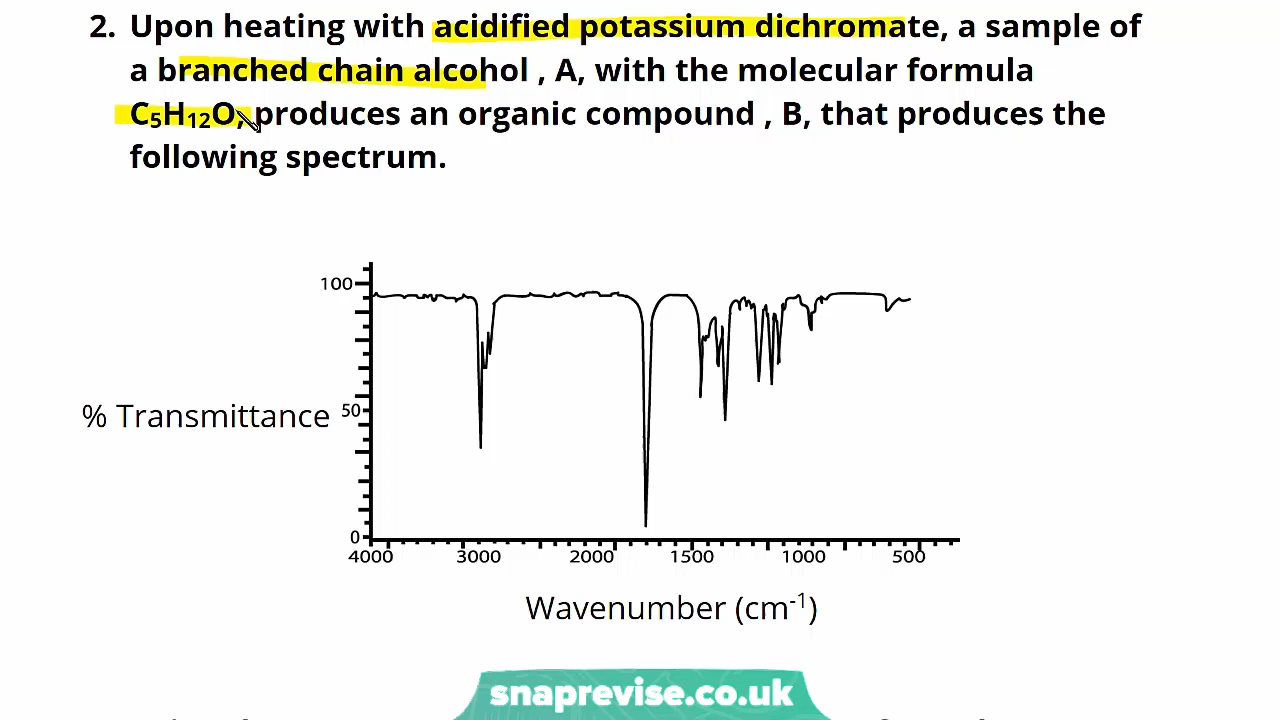 2. Upon heating with acidified potassium dichromate, a sample of
a branched chain alcohol , A, with the molecular formula
C₅H₁₂O, produces an organic compound , B, that produces the
following spectrum.
100
% Transmittance 50
0
4000 3000 2000 1500 1000 500
Wavenumber (cm⁻¹)
snaprevise.co.uk